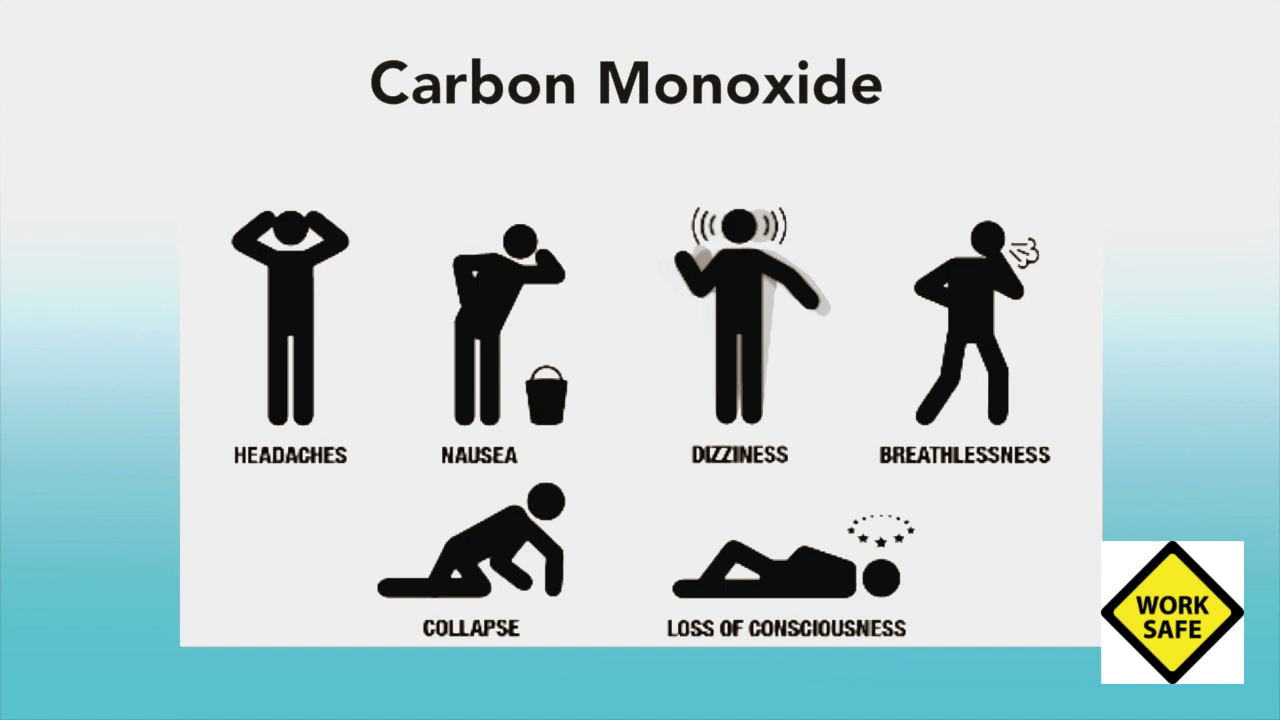 Carbon Monoxide
HEADACHES
NAUSEA
DIZZINESS
BREATHLESSNESS
COLLAPSE
LOSS OF CONSCIOUSNESS
WORK
SAFE